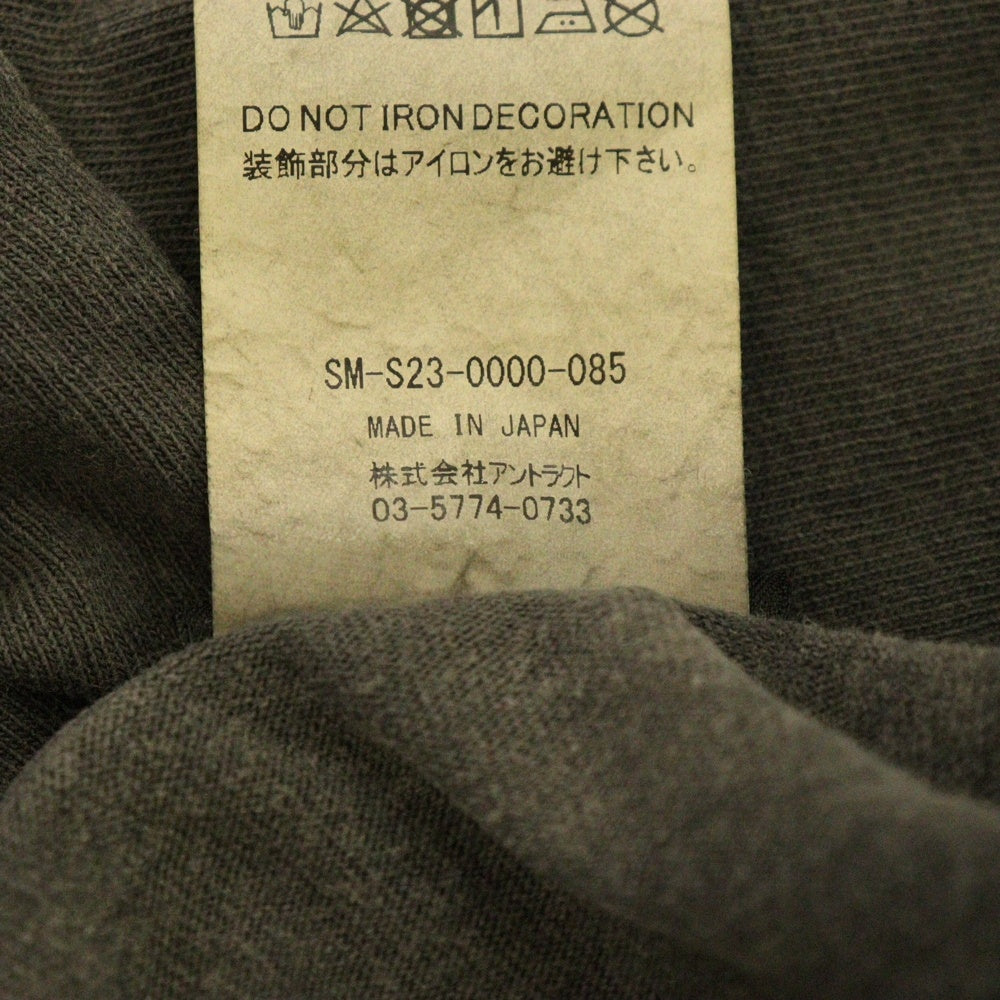 DO NOT IRON DECORATION
装飾部分はアイロンをお避け下さい。
SM-S23-0000-085
MADE IN JAPAN
株式会社アントラクト
03-5774-0733